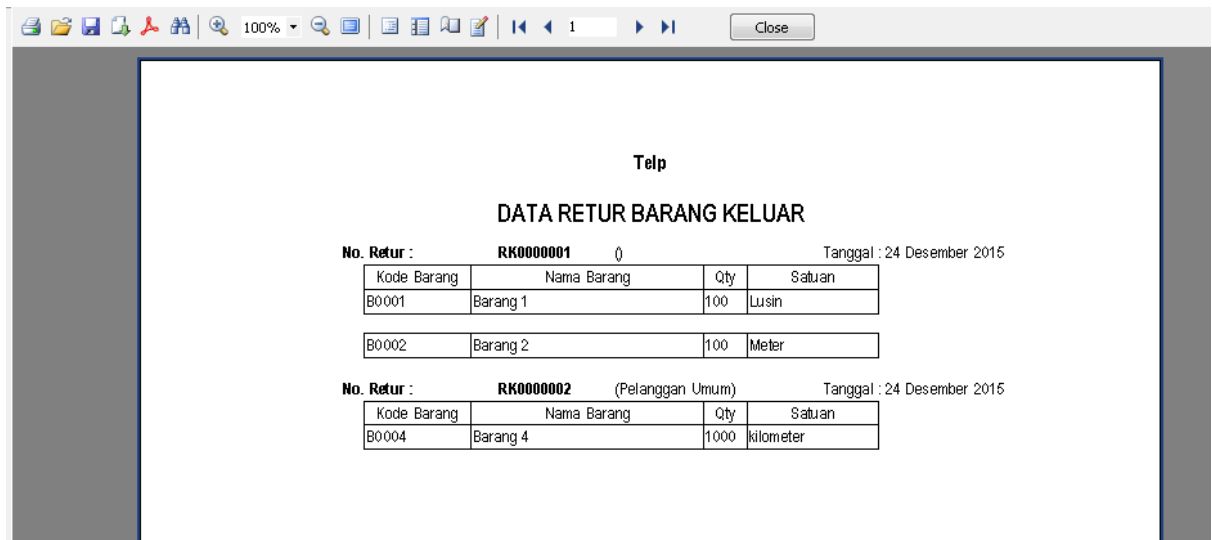 100% 1 Close
Telp
DATA RETUR BARANG KELUAR
No. Retur : RK0000001 () Tanggal : 24 Desember 2015
Kode Barang Nama Barang Qty Satuan
B0001 Barang 1 100 Lusin
B0002 Barang 2 100 Meter
No. Retur : RK0000002 (Pelanggan Umum) Tanggal : 24 Desember 2015
Kode Barang Nama Barang Qty Satuan
B0004 Barang 4 1000 kilometer